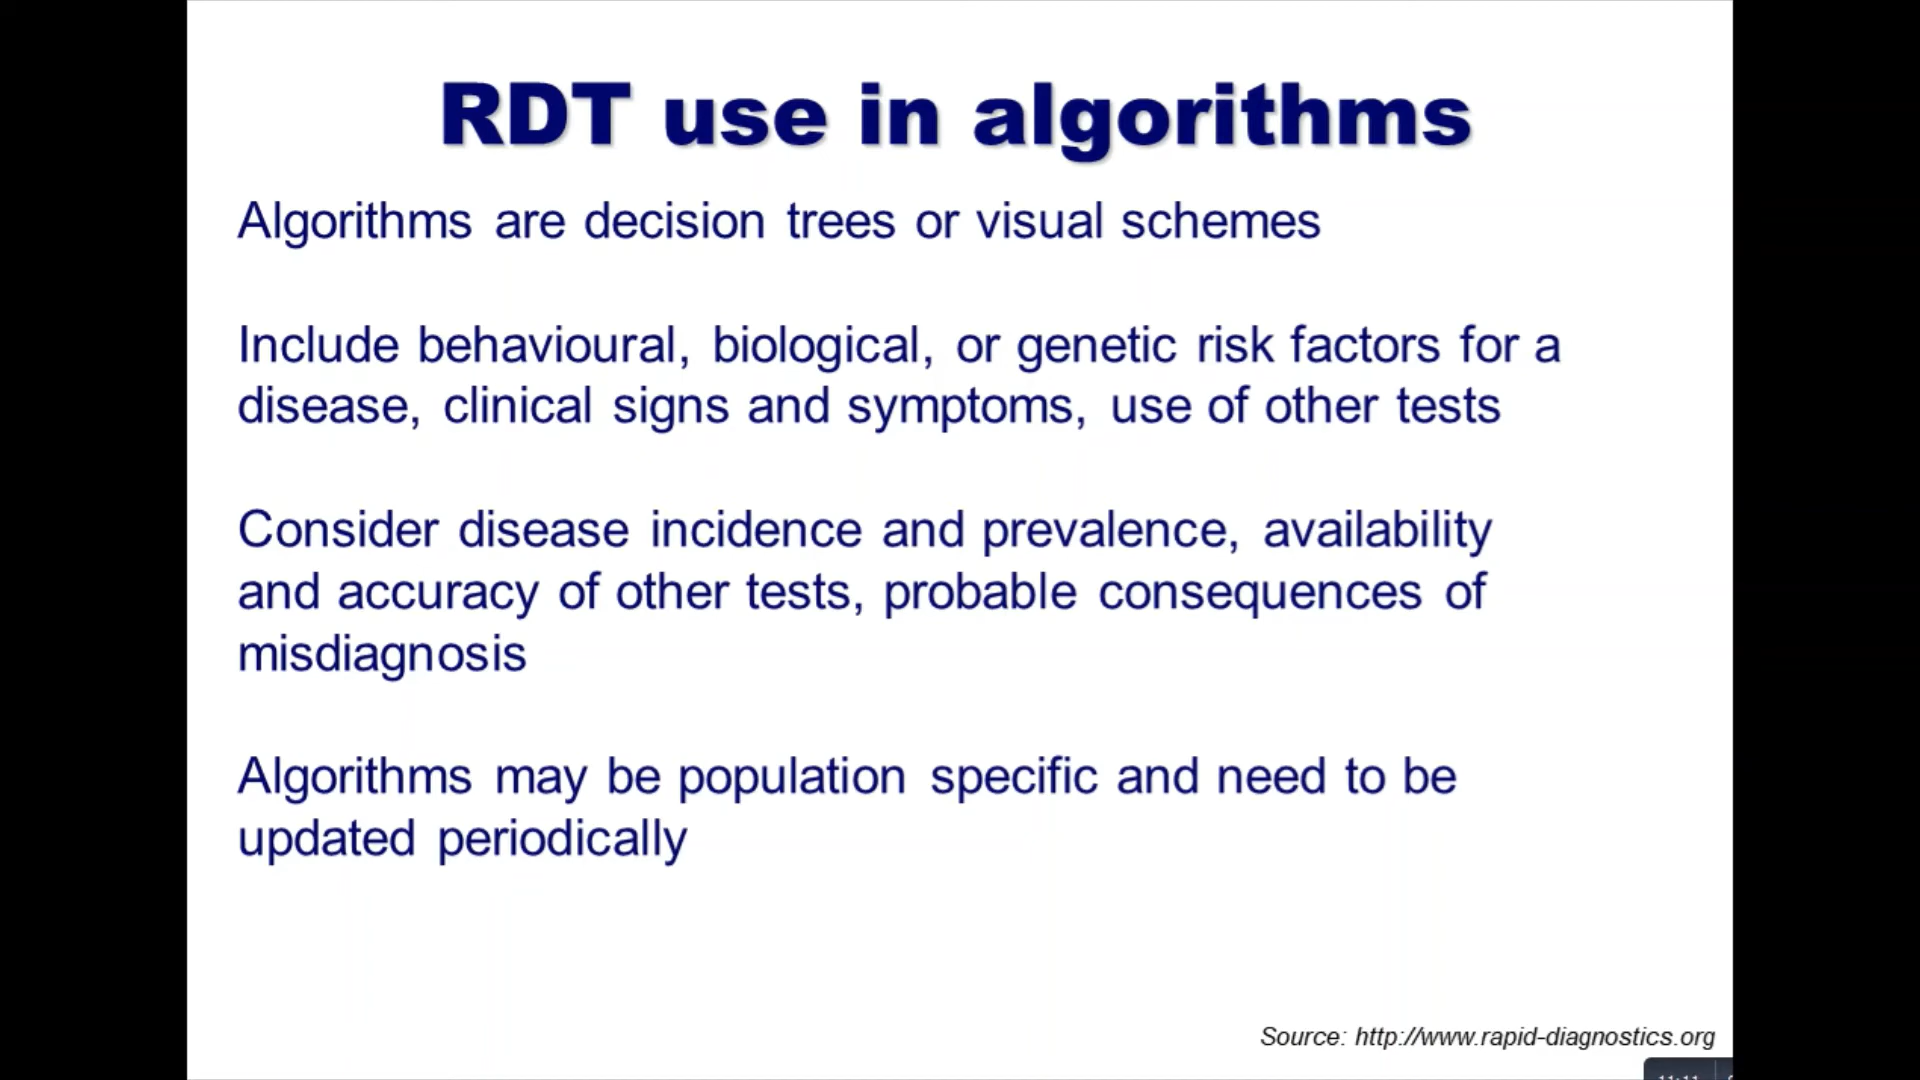 RDT use in algorithms
Algorithms are decision trees or visual schemes
Include behavioural, biological, or genetic risk factors for a
disease, clinical signs and symptoms, use of other tests
Consider disease incidence and prevalence, availability
and accuracy of other tests, probable consequences of
misdiagnosis
Algorithms may be population specific and need to be
updated periodically
Source: http://www.rapid-diagnostics.org